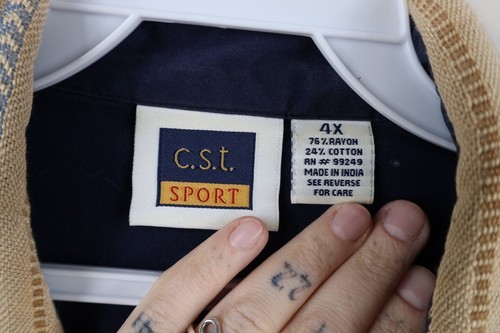 c.s.t.
SPORT
4X
76% RAYON
24% COTTON
RN # 99249
MADE IN INDIA
SEE REVERSE
FOR CARE